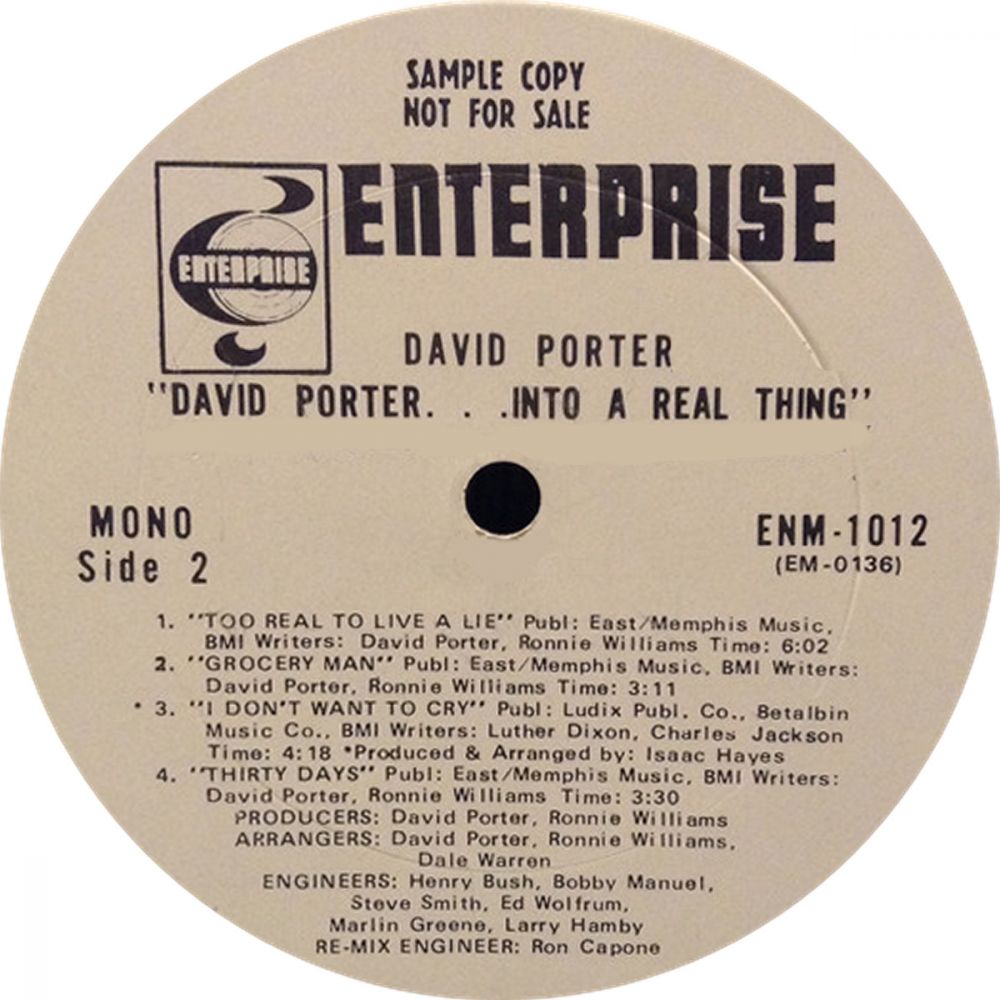 SAMPLE COPY
NOT FOR SALE
ENTERPRISE
ENTERPRISE
DAVID PORTER
"DAVID PORTER. . .INTO A REAL THING"
MONO
Side 2
ENM-1012
(EM-0136)
1. "TOO REAL TO LIVE A LIE" Publ: East/Memphis Music,
BMI Writers: David Porter, Ronnie Williams Time: 6:02
2. "GROCERY MAN" Publ: East/Memphis Music, BMI Writers:
David Porter, Ronnie Williams Time: 3:11
* 3. "I DON'T WANT TO CRY" Publ: Ludix Publ. Co., Betalbin
Music Co., BMI Writers: Luther Dixon, Charles Jackson
Time: 4:18 *Produced & Arranged by: Isaac Hayes
4. "THIRTY DAYS" Publ: East/Memphis Music, BMI Writers:
David Porter, Ronnie Williams Time: 3:30
PRODUCERS: David Porter, Ronnie Williams
ARRANGERS: David Porter, Ronnie Williams,
Dale Warren
ENGINEERS: Henry Bush, Bobby Manuel,
Steve Smith, Ed Wolfrum,
Marlin Greene, Larry Hamby
RE-MIX ENGINEER: Ron Capone